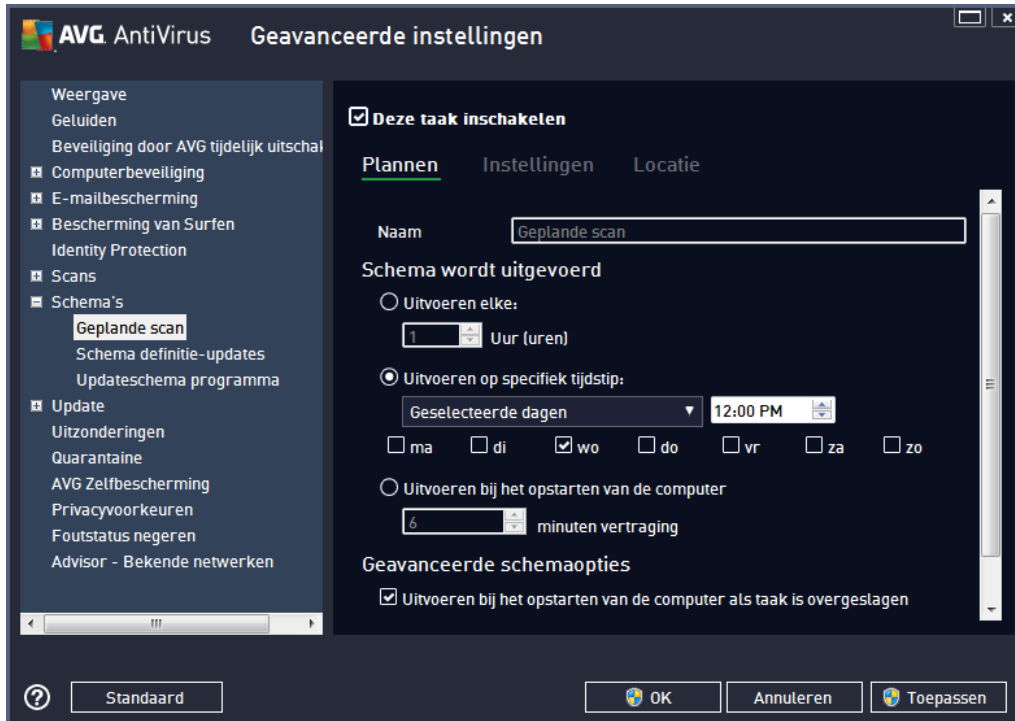 AVG AntiVirus Geavanceerde instellingen
Weergave
Geluiden
Beveiliging door AVG tijdelijk uitschak
Computerbeveiliging
E-mailbescherming
Bescherming van Surfen
Identity Protection
Scans
Schema's
Geplande scan
Schema definitie-updates
Updateschema programma
Update
Uitzonderingen
Quarantaine
AVG Zelfbescherming
Privacyvoorkeuren
Foutstatus negeren
Advisor - Bekende netwerken
Deze taak inschakelen
Plannen Instellingen Locatie
Naam Geplande scan
Schema wordt uitgevoerd
Uitvoeren elke:
1 Uur (uren)
Uitvoeren op specifiek tijdstip:
Geselecteerde dagen 12:00 PM
ma di wo do vr za zo
Uitvoeren bij het opstarten van de computer
6 minuten vertraging
Geavanceerde schemaopties
Uitvoeren bij het opstarten van de computer als taak is overgeslagen
? Standaard OK Annuleren Toepassen